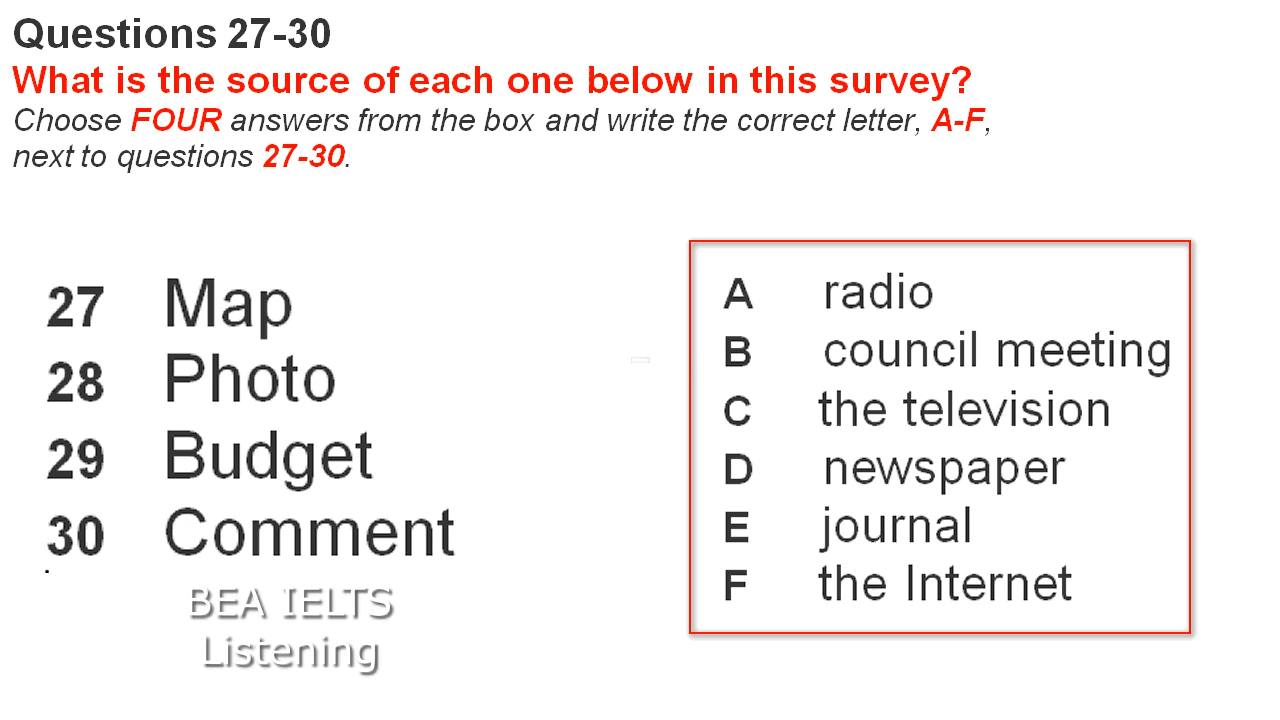 Questions 27-30
What is the source of each one below in this survey?
Choose FOUR answers from the box and write the correct letter, A-F,
next to questions 27-30.
27 Map
28 Photo
29 Budget
30 Comment
A radio
B council meeting
C the television
D newspaper
E journal
F the Internet
BEA IELTS
Listening